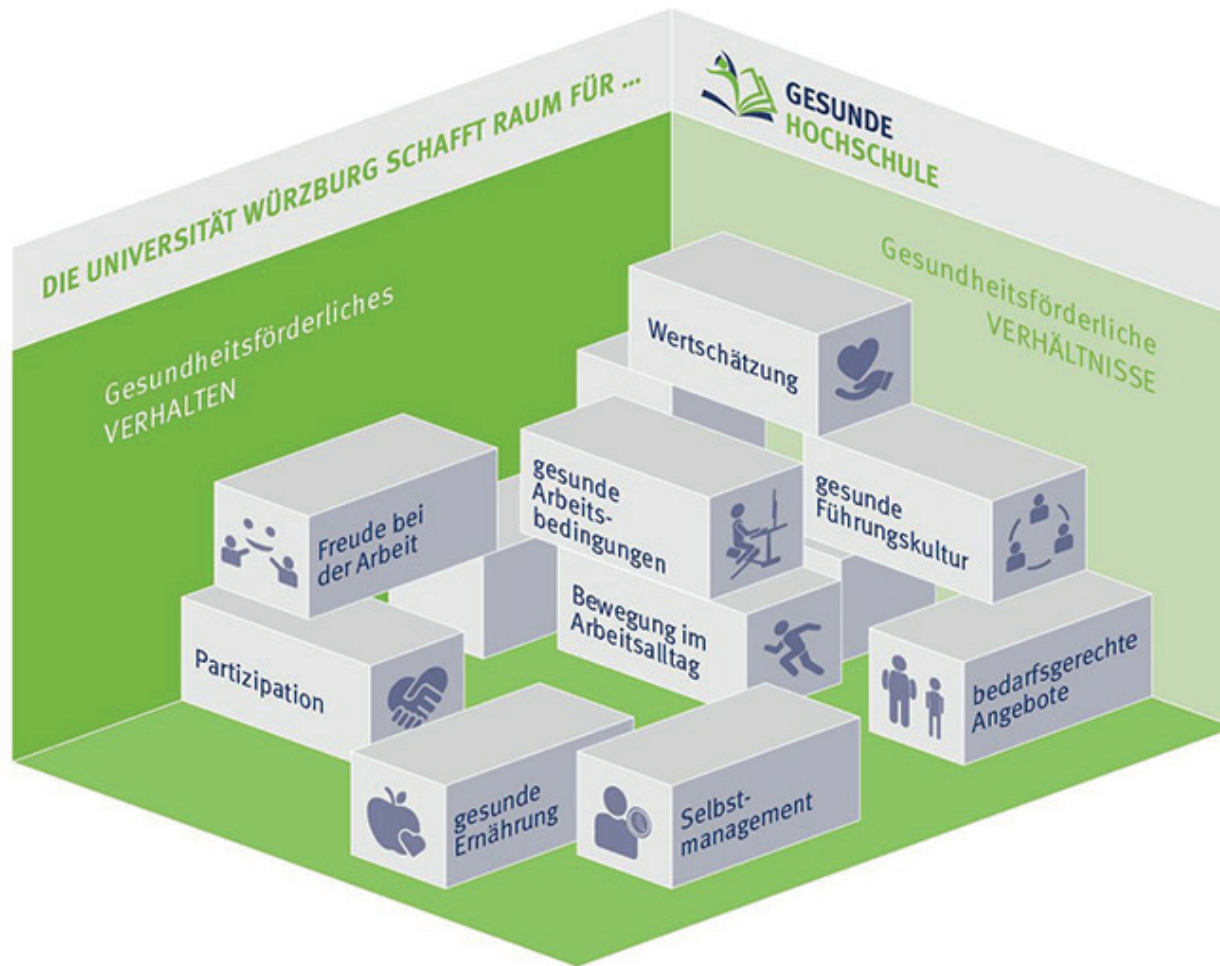 DIE UNIVERSITÄT WÜRZBURG SCHAFFT RAUM FÜR ...
GESUNDE
HOCHSCHULE
Gesundheitsförderliches
VERHALTEN
Gesundheitsförderliche
VERHÄLTNISSE
Wertschätzung
Freude bei
der Arbeit
gesunde
Arbeits-
bedingungen
gesunde
Führungskultur
Partizipation
Bewegung im
Arbeitsalltag
bedarfsgerechte
Angebote
gesunde
Ernährung
Selbst-
management